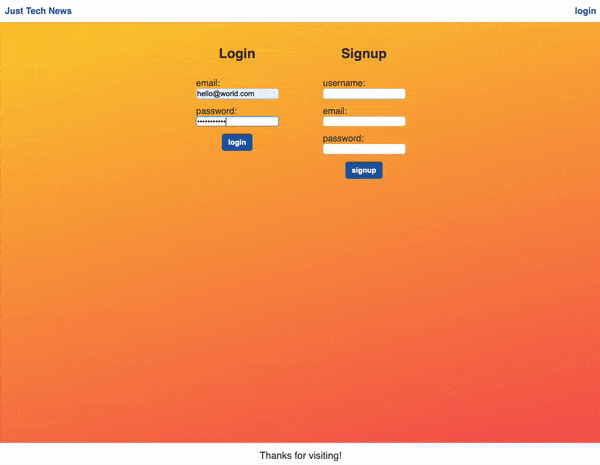 Just Tech News
login
Login
email:
hello@world.com
password:
•••••••••••
login
Signup
username:
email:
password:
signup
Thanks for visiting!